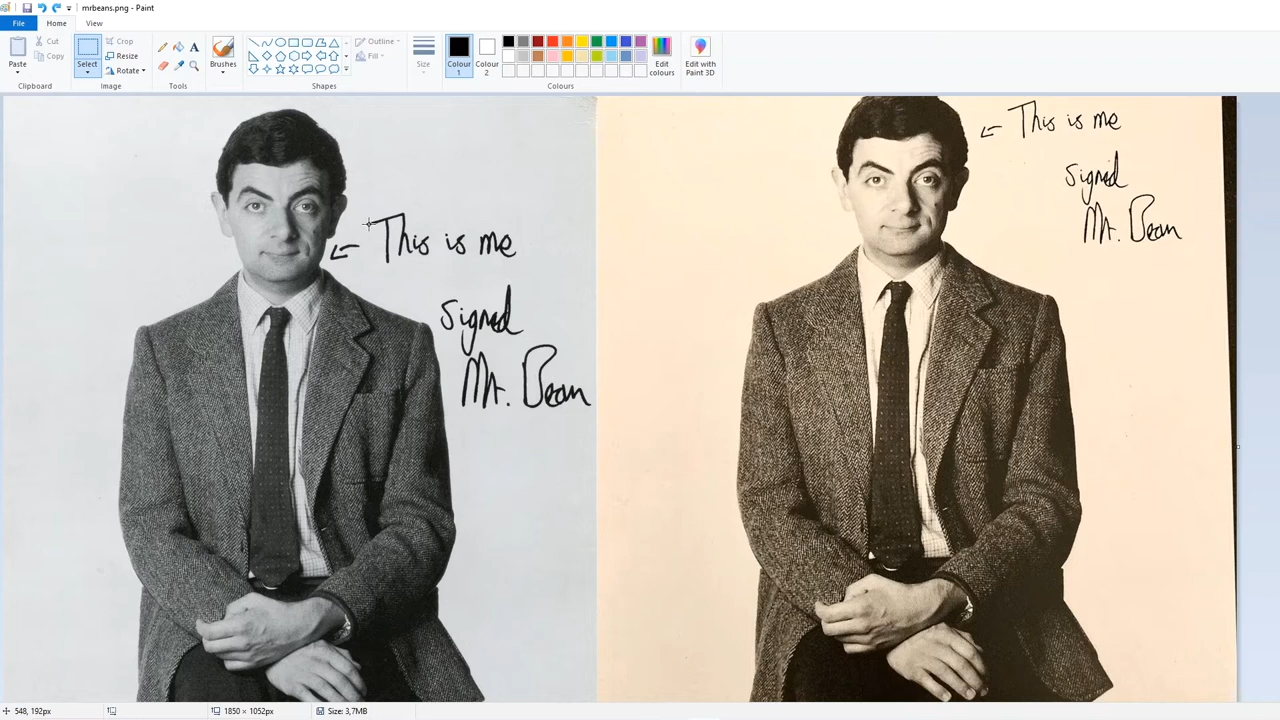 mrbeans.png - Paint
File
Home
View
Paste
Cut
Copy
Clipboard
Select
Crop
Resize
Rotate
Image
A
Tools
Brushes
Shapes
Outline
Fill
Size
Colour 1
Colour 2
Edit colours
Colours
Edit with Paint 3D
This is me
signed
Mr. Bean
This is me
signed
Mr. Bean
548, 192px
1850 × 1052px
Size: 3,7MB